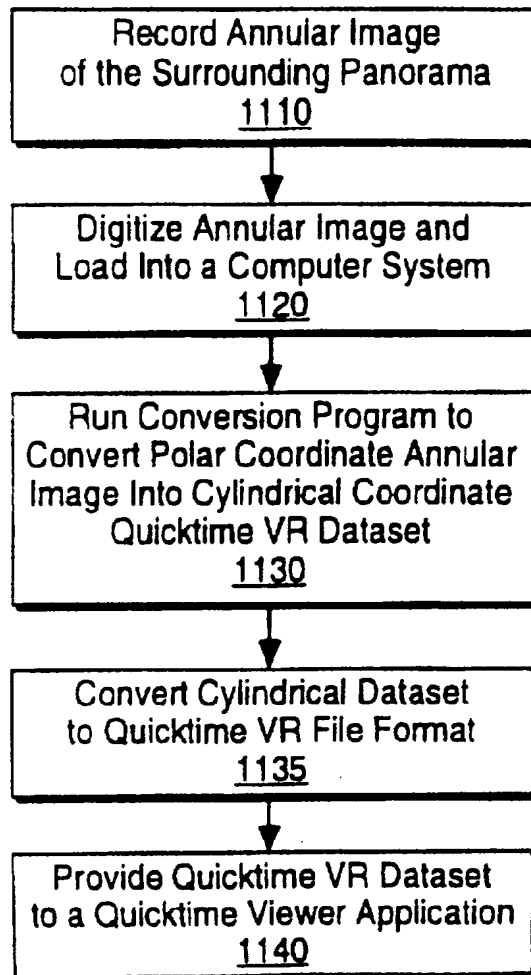 Record Annular Image
of the Surrounding Panorama
1110
Digitize Annular Image and
Load Into a Computer System
1120
Run Conversion Program to
Convert Polar Coordinate Annular
Image Into Cylindrical Coordinate
Quicktime VR Dataset
1130
Convert Cylindrical Dataset
to Quicktime VR File Format
1135
Provide Quicktime VR Dataset
to a Quicktime Viewer Application
1140